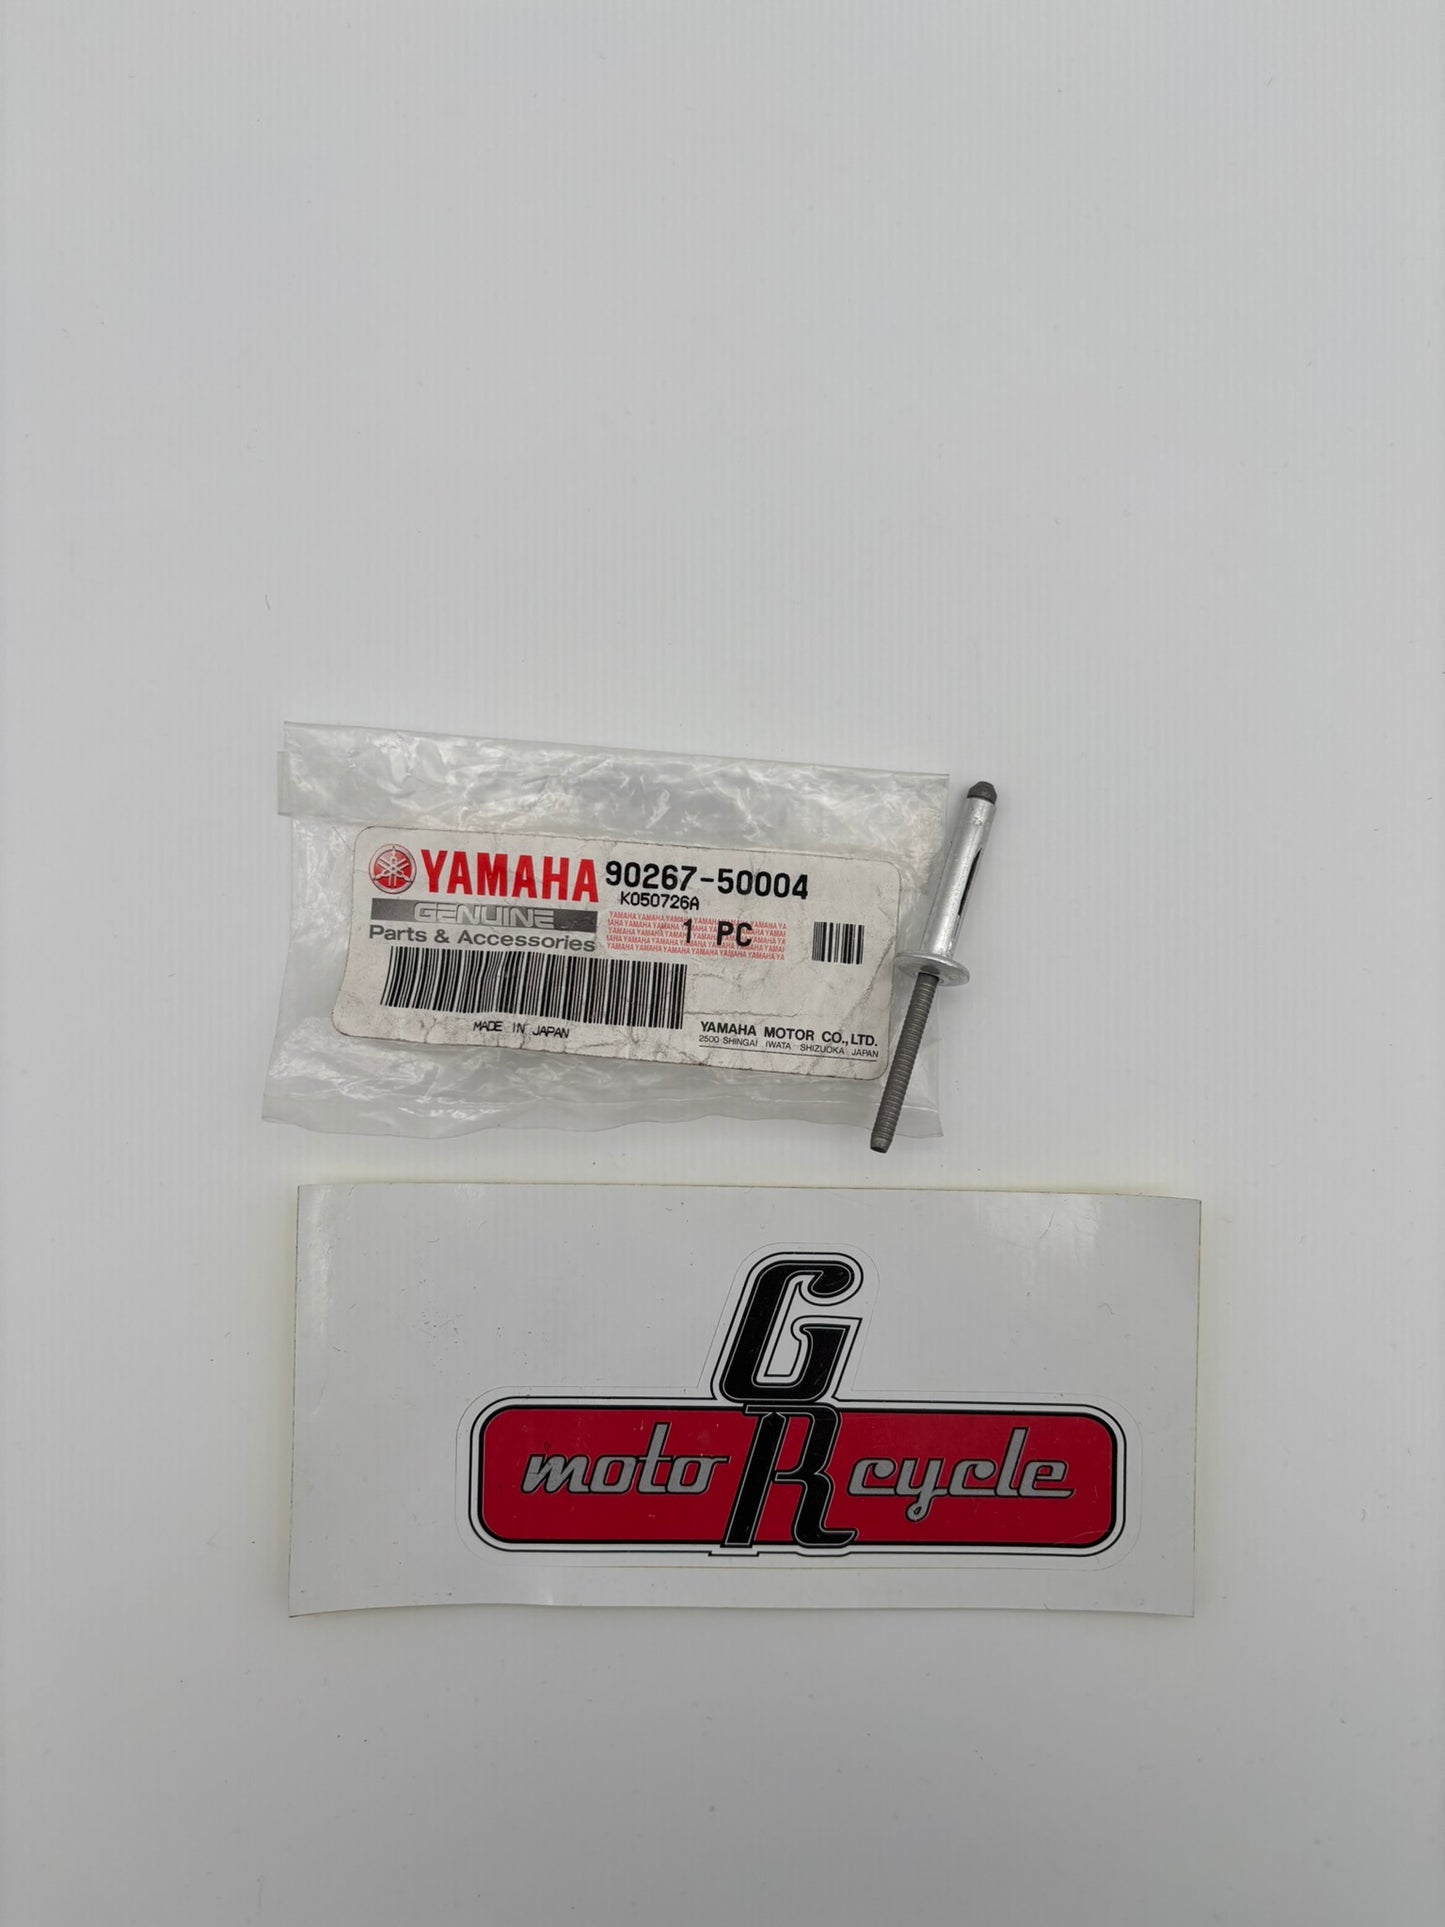 YAMAHA 90267-50004
K050726A
GENUINE
Parts & Accessories
1 PC
MADE IN JAPAN
YAMAHA MOTOR CO.,LTD.
2500 SHINGAI IWATA SHIZUOKA JAPAN
G
moto R cycle